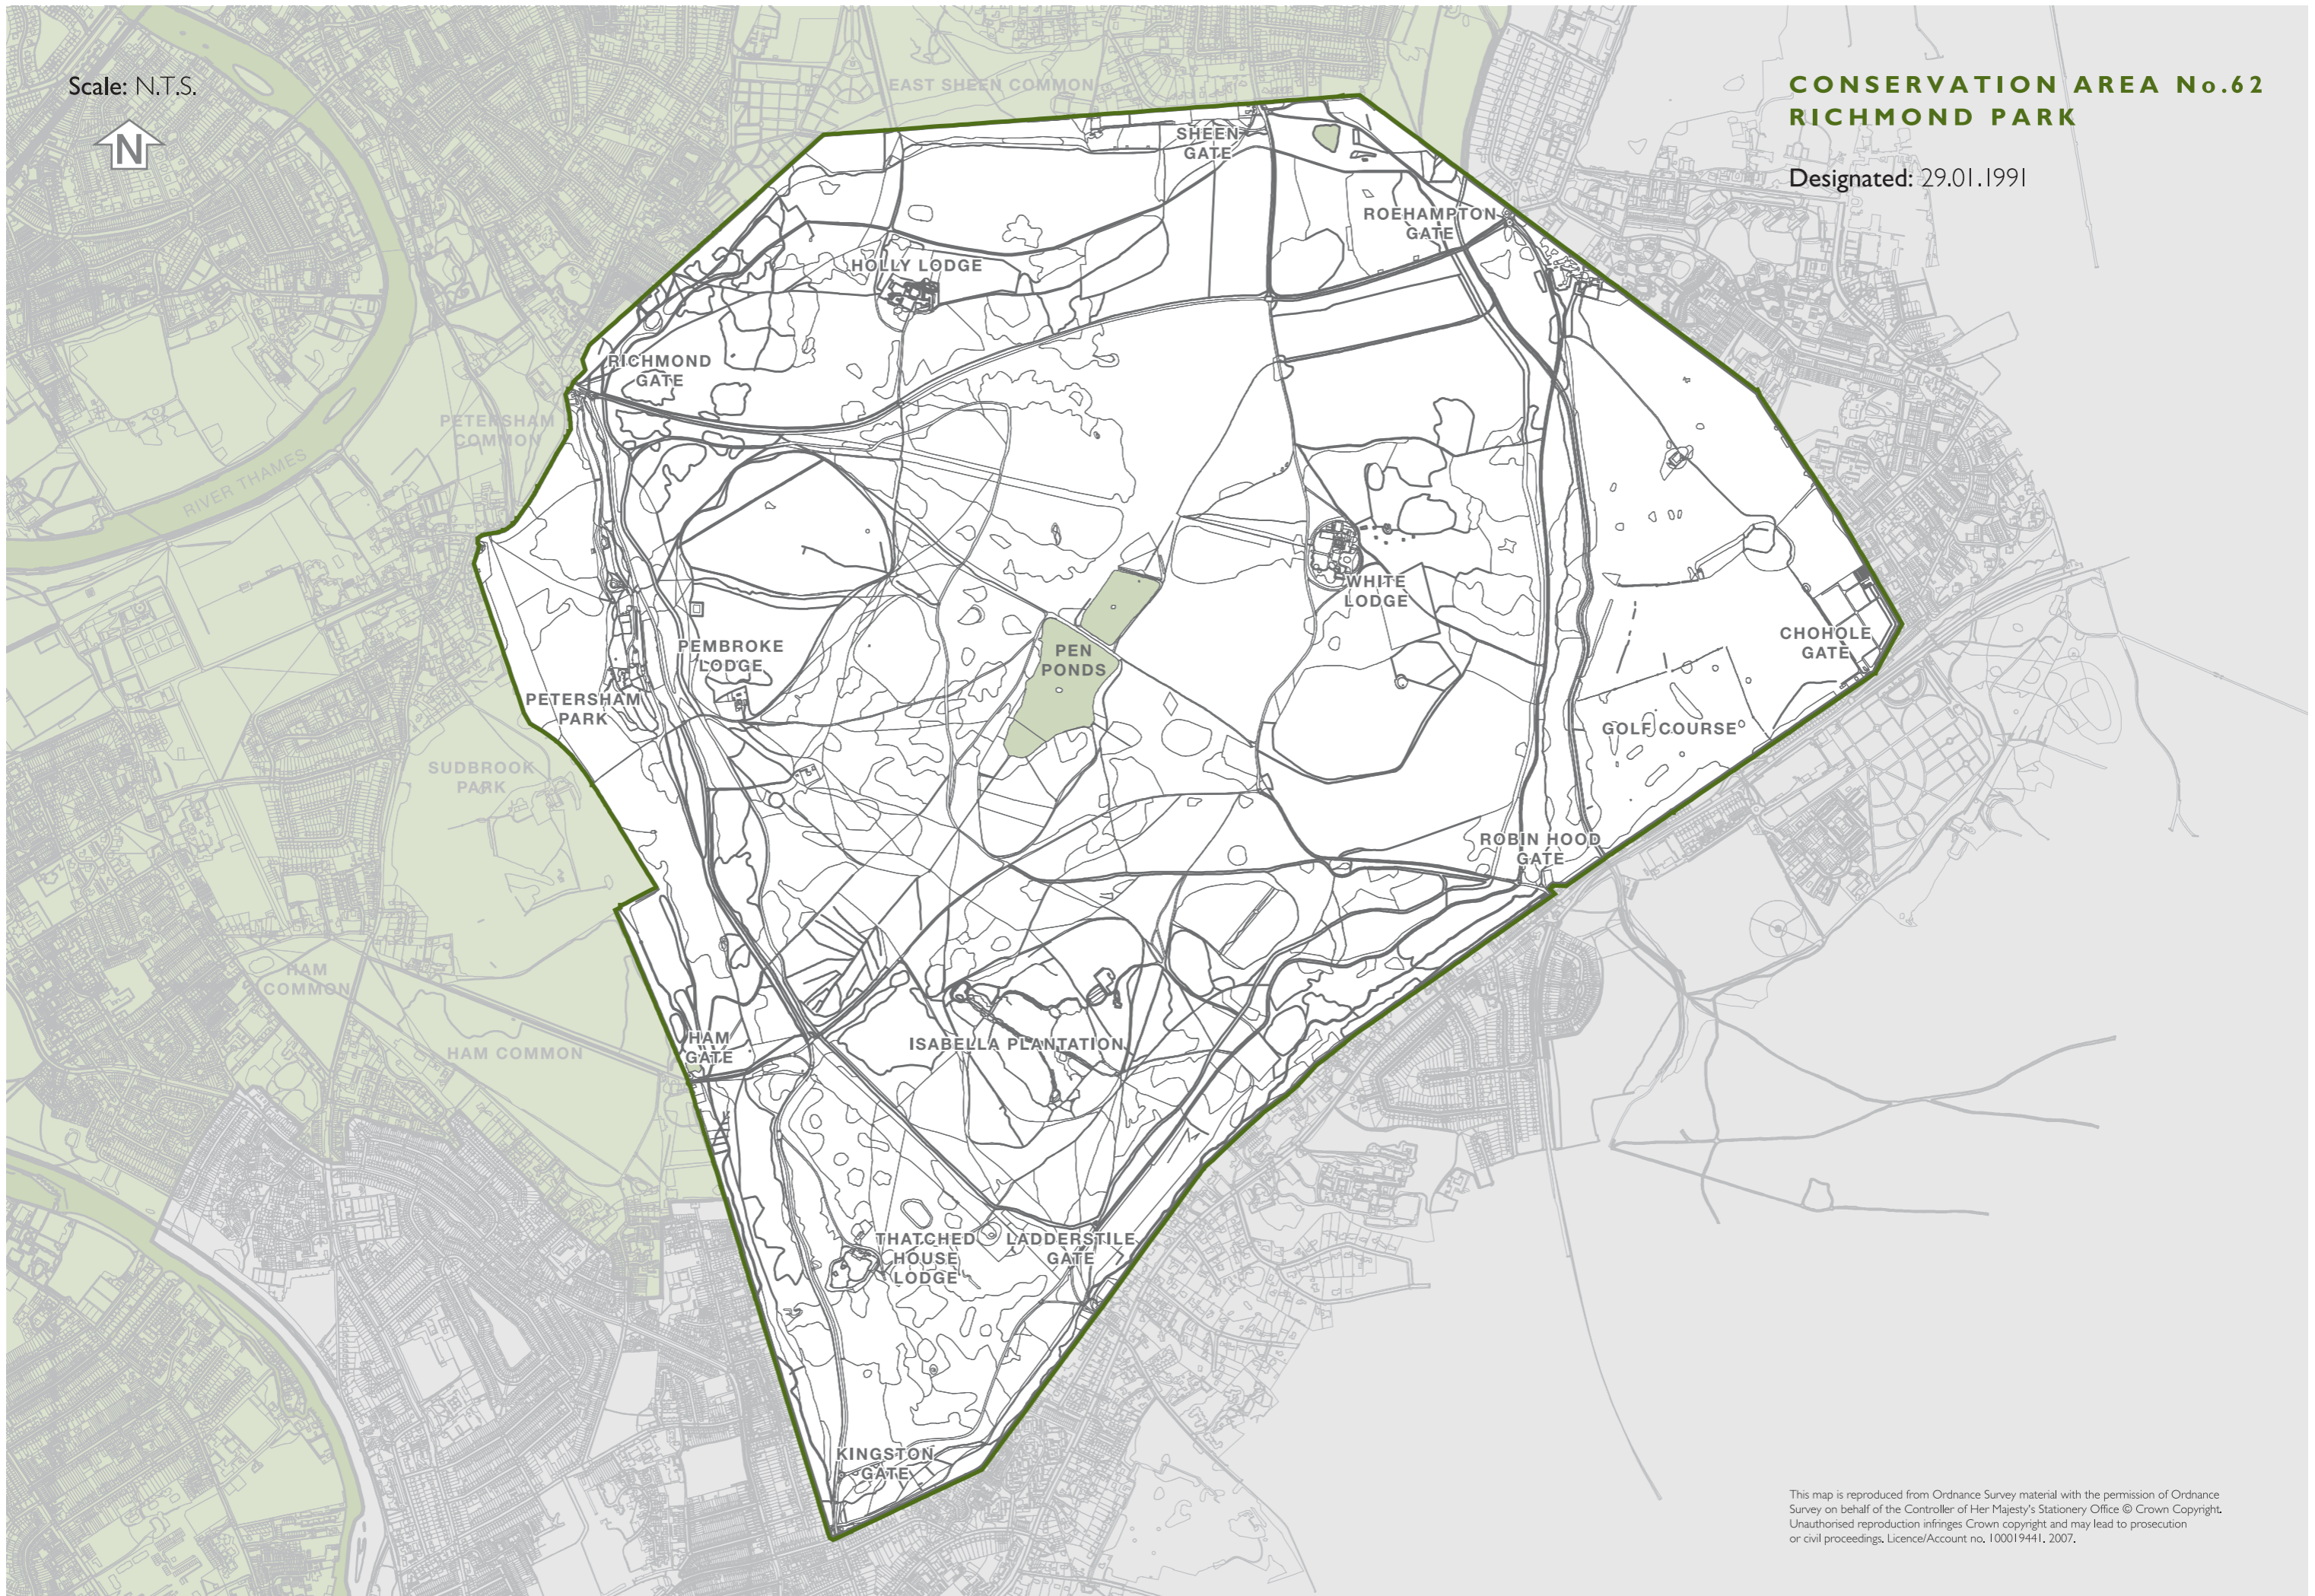 Scale: N.T.S.
N
CONSERVATION AREA No.62
RICHMOND PARK
Designated: 29.01.1991
EAST SHEEN COMMON
SHEEN
GATE
ROEHAMPTON
GATE
HOLLY LODGE
RICHMOND
GATE
PETERSHAM
COMMON
RIVER THAMES
WHITE
LODGE
PEN
PONDS
CHOHOLE
GATE
PEMBROKE
LODGE
PETERSHAM
PARK
GOLF COURSE
SUDBROOK
PARK
ROBIN HOOD
GATE
HAM
COMMON
HAM
GATE
ISABELLA PLANTATION
HAM COMMON
THATCHED
HOUSE
LODGE
LADDERSTILE
GATE
KINGSTON
GATE
This map is reproduced from Ordnance Survey material with the permission of Ordnance
Survey on behalf of the Controller of Her Majesty's Stationery Office © Crown Copyright.
Unauthorised reproduction infringes Crown copyright and may lead to prosecution
or civil proceedings. Licence/Account no. 100019441, 2007.